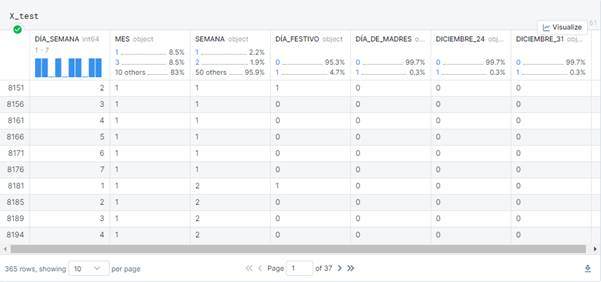 X_test
Visualize
DÍA_SEMANA int64 MES object SEMANA object DÍA_FESTIVO object DÍA_DE_MADRES o... DICIEMBRE_24 obj... DICIEMBRE_31 obj...
1 - 7 1 8.5% 1 2.2% 0 95.3% 0 99.7% 0 99.7% 0 99.7%
3 8.5% 2 1.9% 1 4.7% 1 0.3% 1 0.3% 1 0.3%
10 others 83% 50 others 95.9%
8151 2 1 1 1 0 0 0
8156 3 1 1 0 0 0 0
8161 4 1 1 0 0 0 0
8166 5 1 1 0 0 0 0
8171 6 1 1 0 0 0 0
8176 7 1 1 0 0 0 0
8181 1 1 2 1 0 0 0
8185 2 1 2 0 0 0 0
8189 3 1 2 0 0 0 0
8194 4 1 2 0 0 0 0
365 rows, showing 10 per page << < Page 1 of 37 > >>